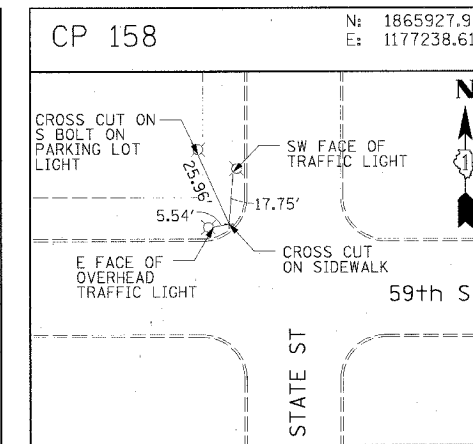 CP 158
N: 1865927.9
E: 1177238.61
N
1
CROSS CUT ON
S BOLT ON
PARKING LOT
LIGHT
SW FACE OF
TRAFFIC LIGHT
25.96'
17.75'
5.54'
E FACE OF
OVERHEAD
TRAFFIC LIGHT
CROSS CUT
ON SIDEWALK
59th S
STATE ST